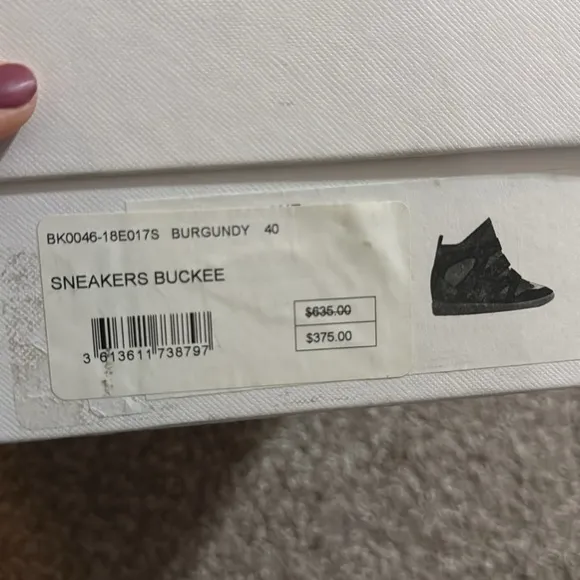 BK0046-18E017S BURGUNDY 40
SNEAKERS BUCKEE
$635.00
$375.00
3 613611 738797